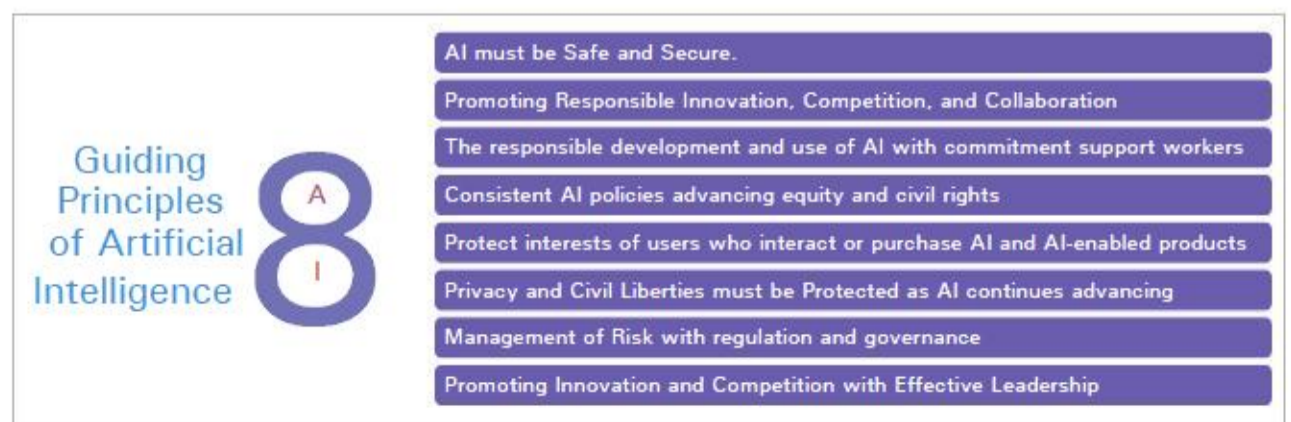 Guiding
Principles
of Artificial
Intelligence
8
A
I
AI must be Safe and Secure.
Promoting Responsible Innovation, Competition, and Collaboration
The responsible development and use of AI with commitment support workers
Consistent AI policies advancing equity and civil rights
Protect interests of users who interact or purchase AI and AI-enabled products
Privacy and Civil Liberties must be Protected as AI continues advancing
Management of Risk with regulation and governance
Promoting Innovation and Competition with Effective Leadership